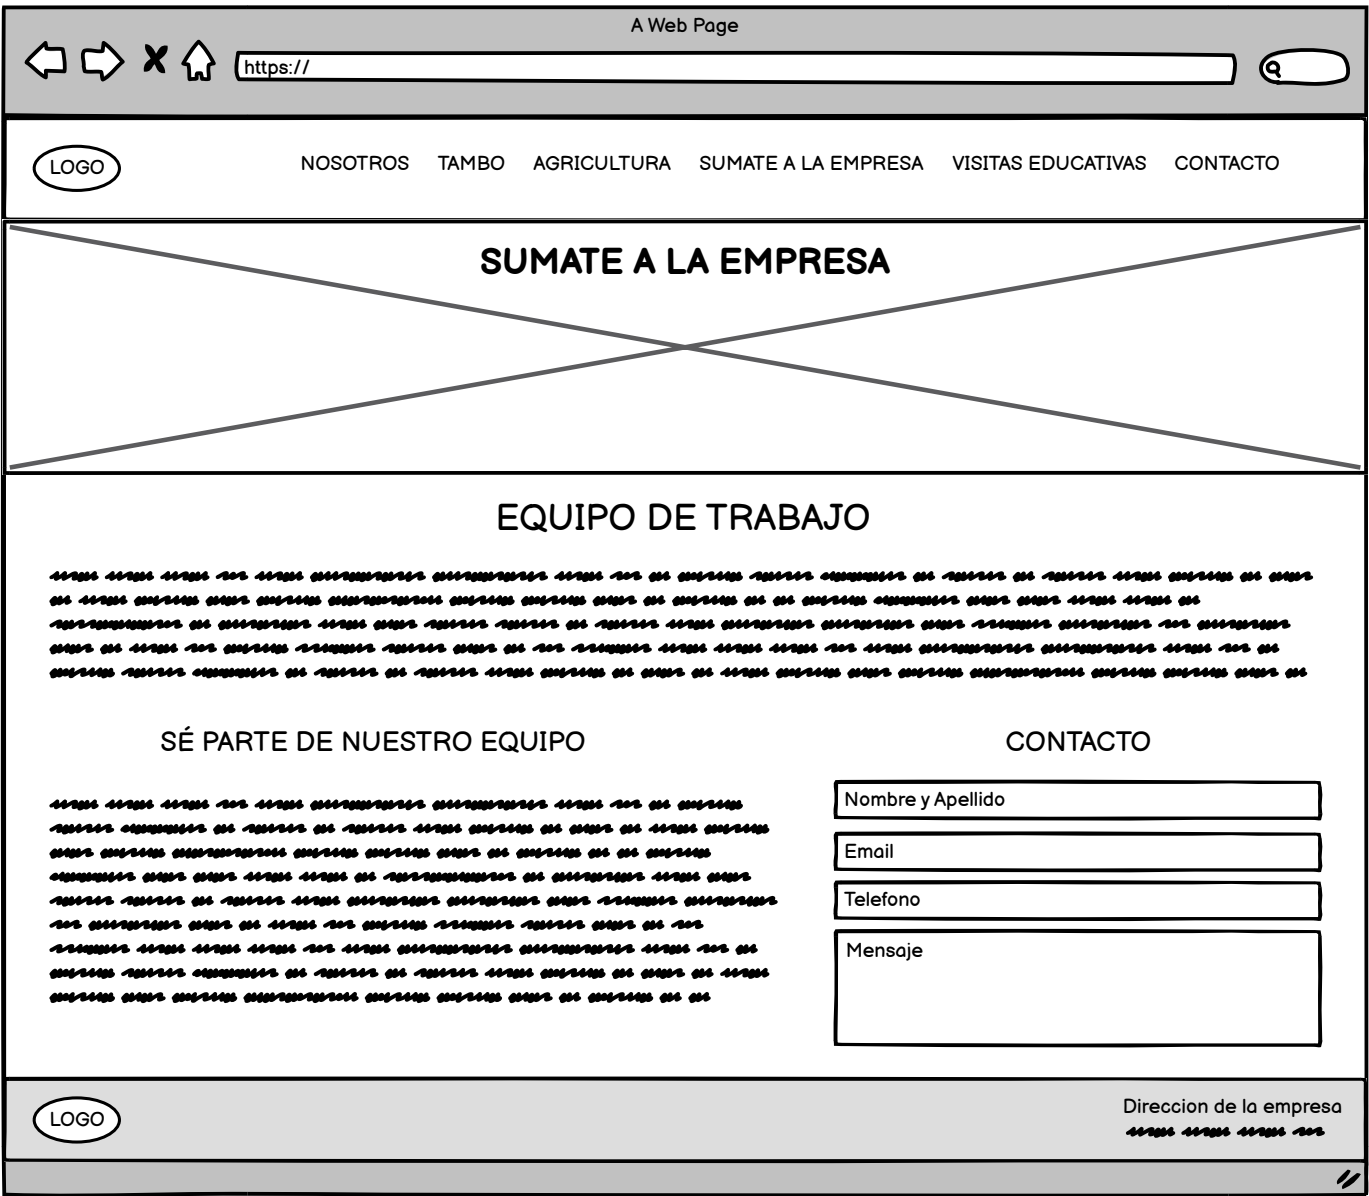 A Web Page
https://
LOGO
NOSOTROS TAMBO AGRICULTURA SUMATE A LA EMPRESA VISITAS EDUCATIVAS CONTACTO
SUMATE A LA EMPRESA
EQUIPO DE TRABAJO
SÉ PARTE DE NUESTRO EQUIPO
CONTACTO
Nombre y Apellido
Email
Telefono
Mensaje
LOGO
Direccion de la empresa